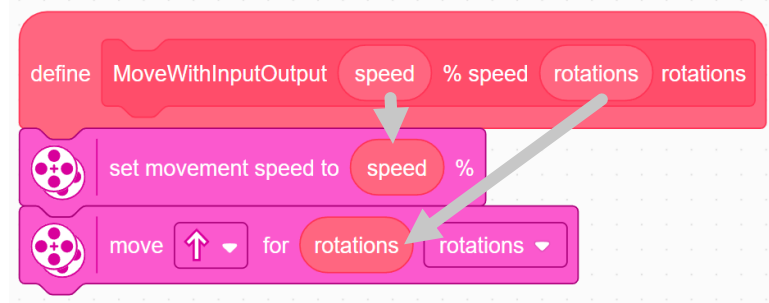 define MoveWithInputOutput speed % speed rotations rotations
set movement speed to speed %
move for rotations rotations